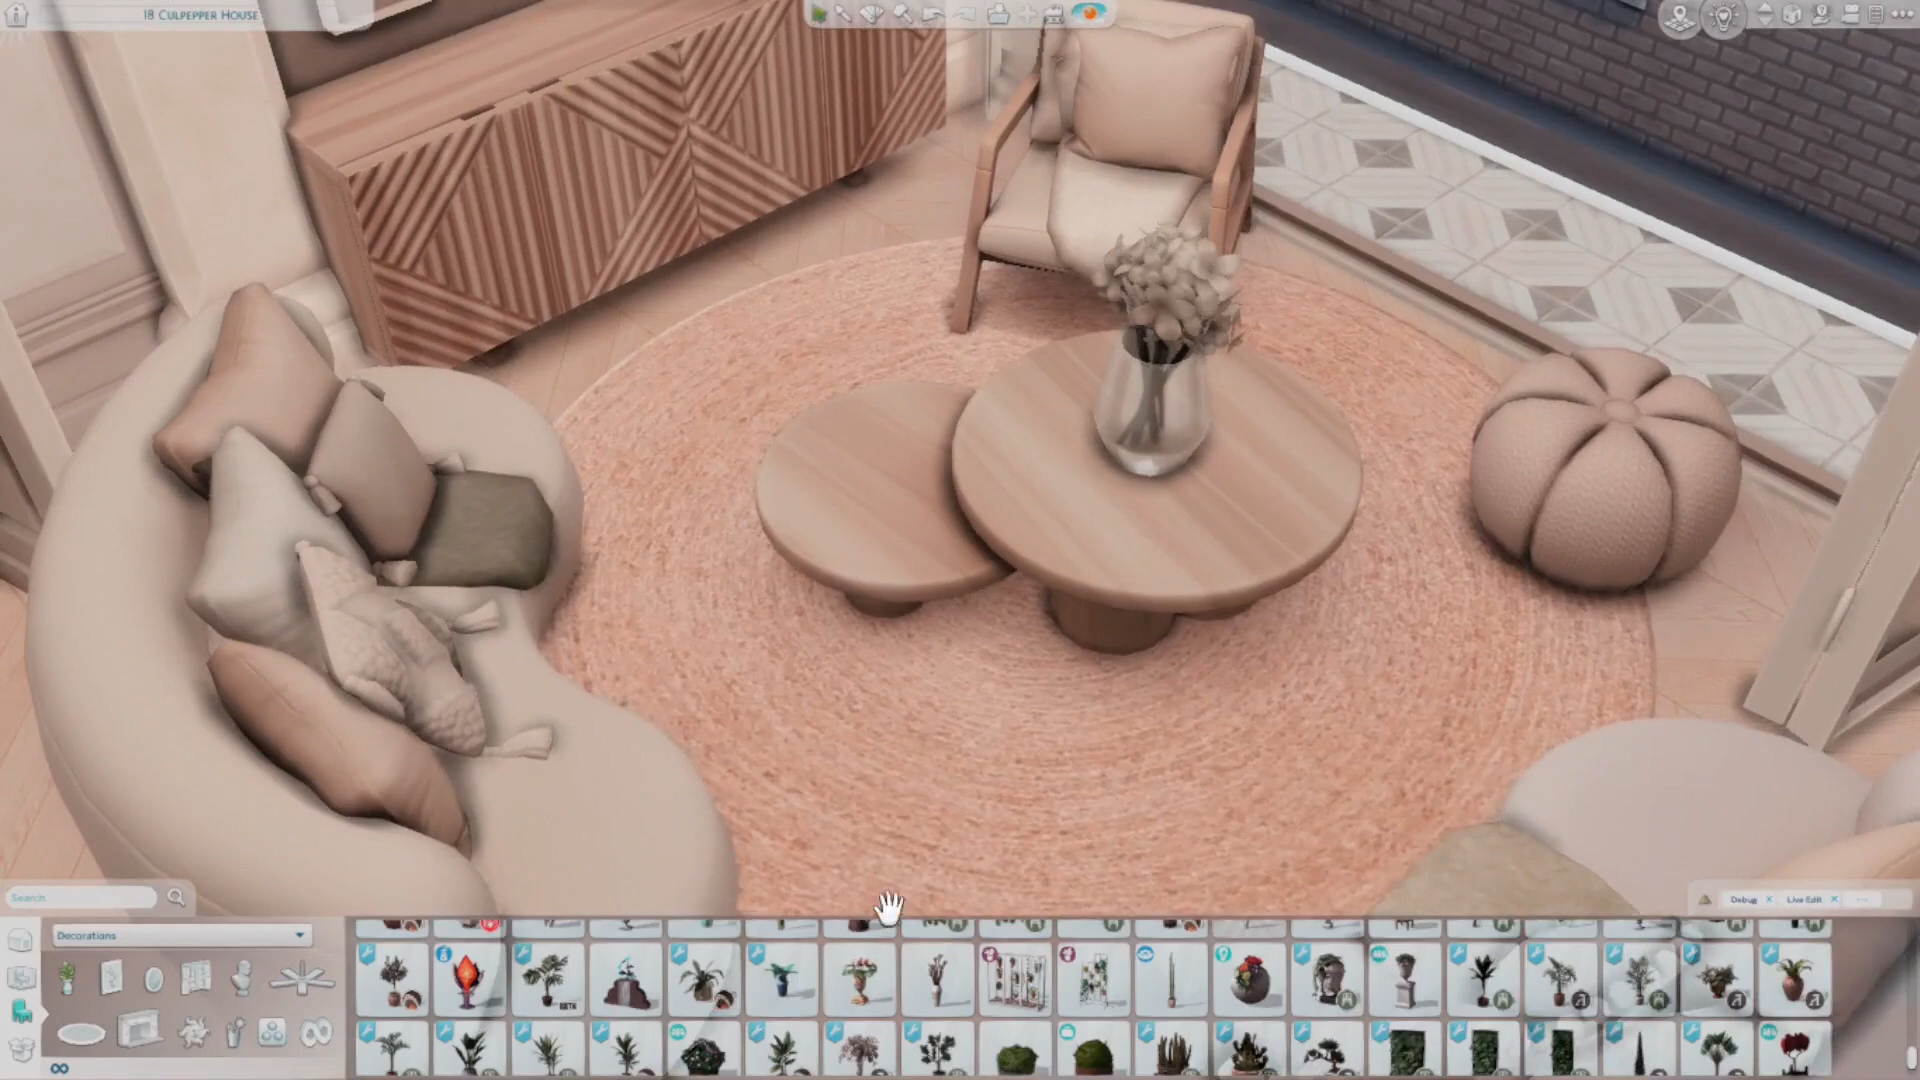 18 Culpepper House
Search
Debug
Live Edit
Decorations